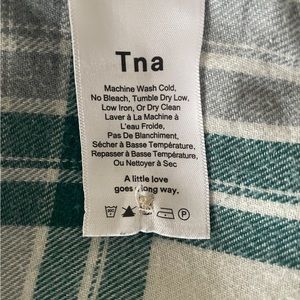 Tna
Machine Wash Cold,
No Bleach, Tumble Dry Low,
Low Iron, Or Dry Clean
Laver à La Machine à
L'eau Froide,
Pas De Blanchiment,
Sécher à Basse Température,
Repasser à Basse Température,
Ou Nettoyer à Sec
A little love
goes a long way.
P